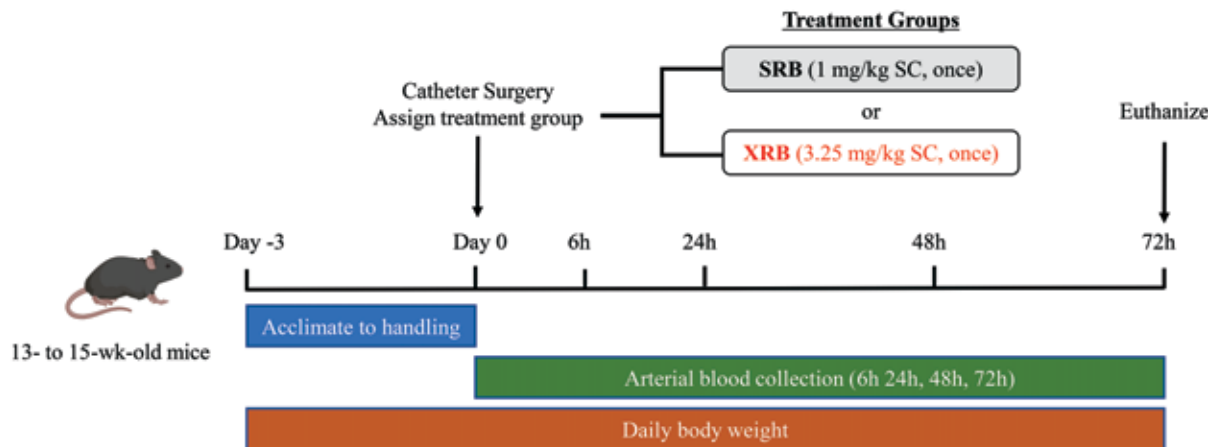 Treatment Groups
SRB (1 mg/kg SC, once)
Catheter Surgery
Assign treatment group
or
Euthanize
XRB (3.25 mg/kg SC, once)
Day -3
Day 0
6h
24h
48h
72h
Acclimate to handling
13- to 15-wk-old mice
Arterial blood collection (6h 24h, 48h, 72h)
Daily body weight